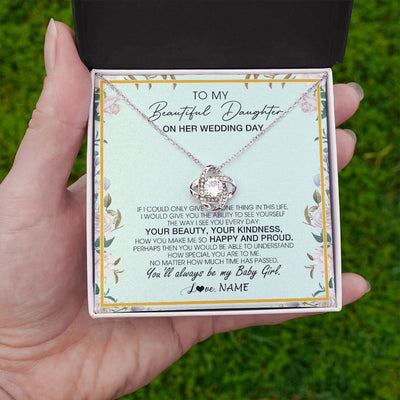 TO MY
Beautiful Daughter
ON HER WEDDING DAY
IF I COULD ONLY GIVE ONE THING IN THIS LIFE,
I WOULD GIVE YOU THE ABILITY TO SEE YOURSELF
THE WAY I SEE YOU EVERY DAY:
YOUR BEAUTY, YOUR KINDNESS,
HOW YOU MAKE ME SO HAPPY AND PROUD.
PERHAPS THEN YOU WOULD BE ABLE TO UNDERSTAND
HOW SPECIAL YOU ARE TO ME.
NO MATTER HOW MUCH TIME HAS PASSED,
You'll always be my Baby Girl.
Love, NAME